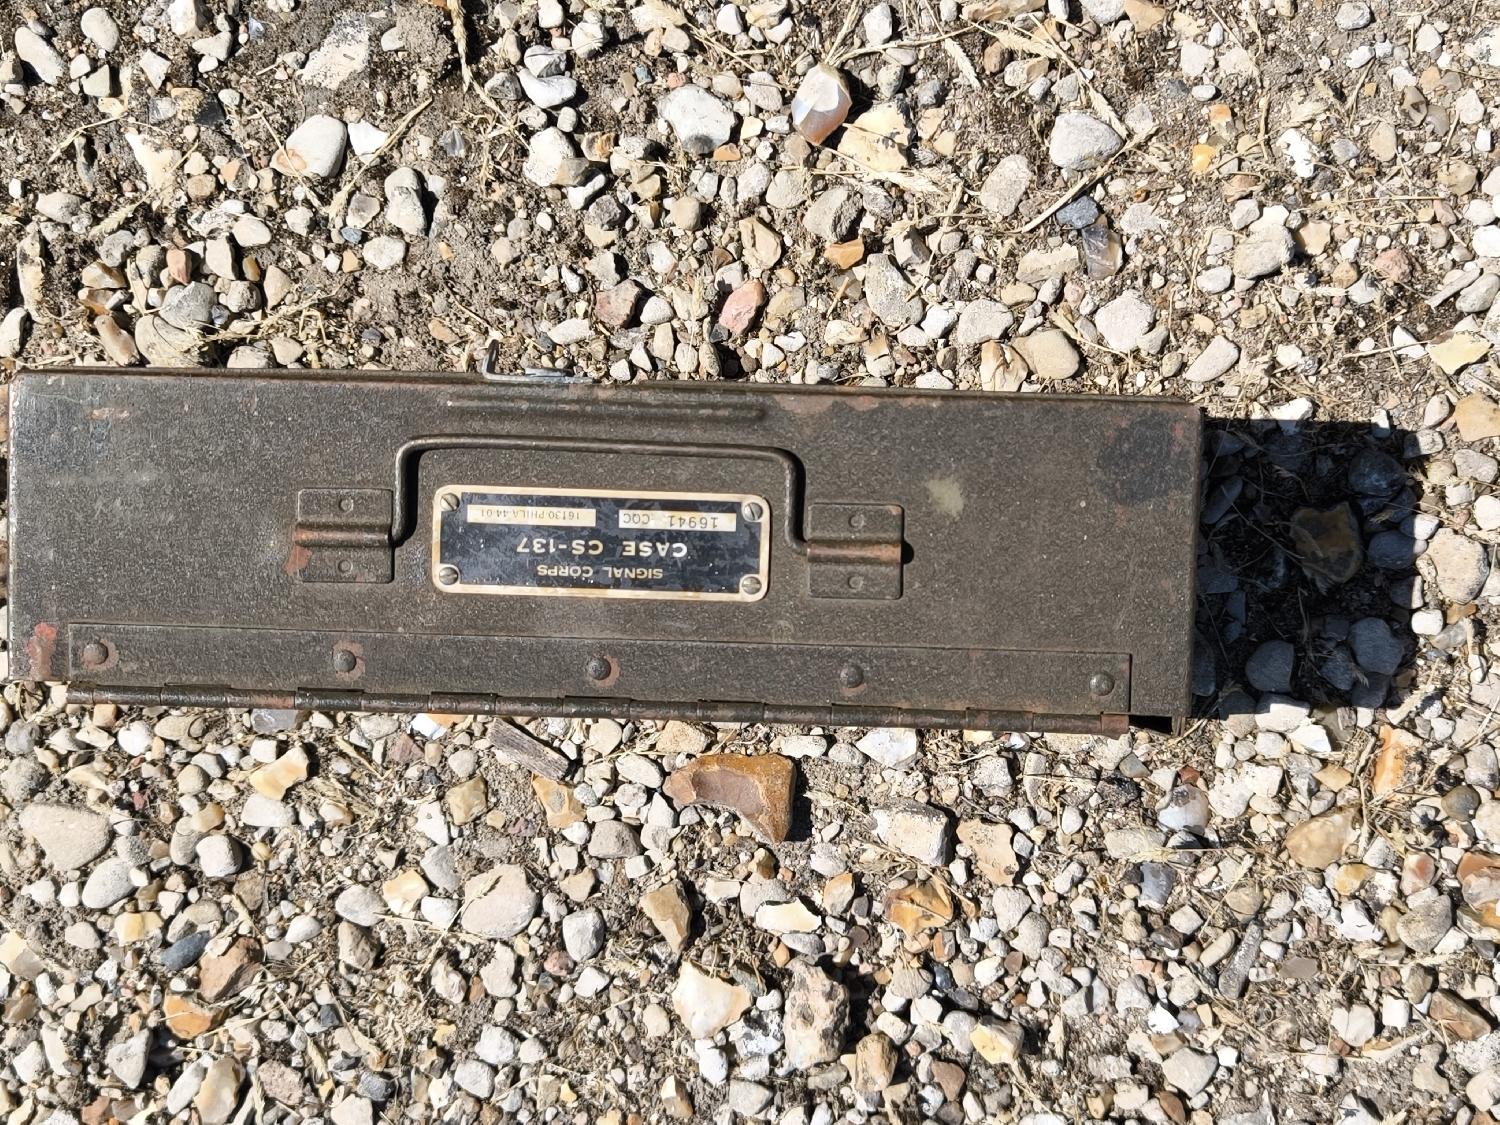 SIGNAL CORPS
CASE CS-137
16941 CQC 16130-PHILA-44-01